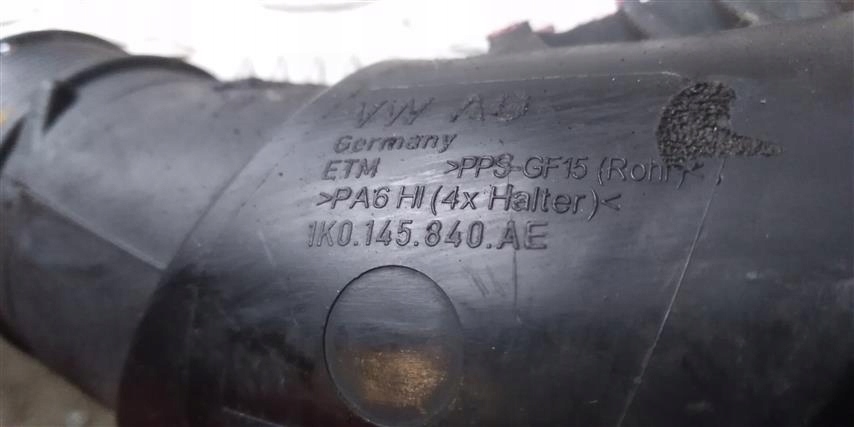 VW AG
Germany
ETM >PPS-GF15 (Rohr)<
>PA6 HI (4x Halter)<
1K0.145.840.AE